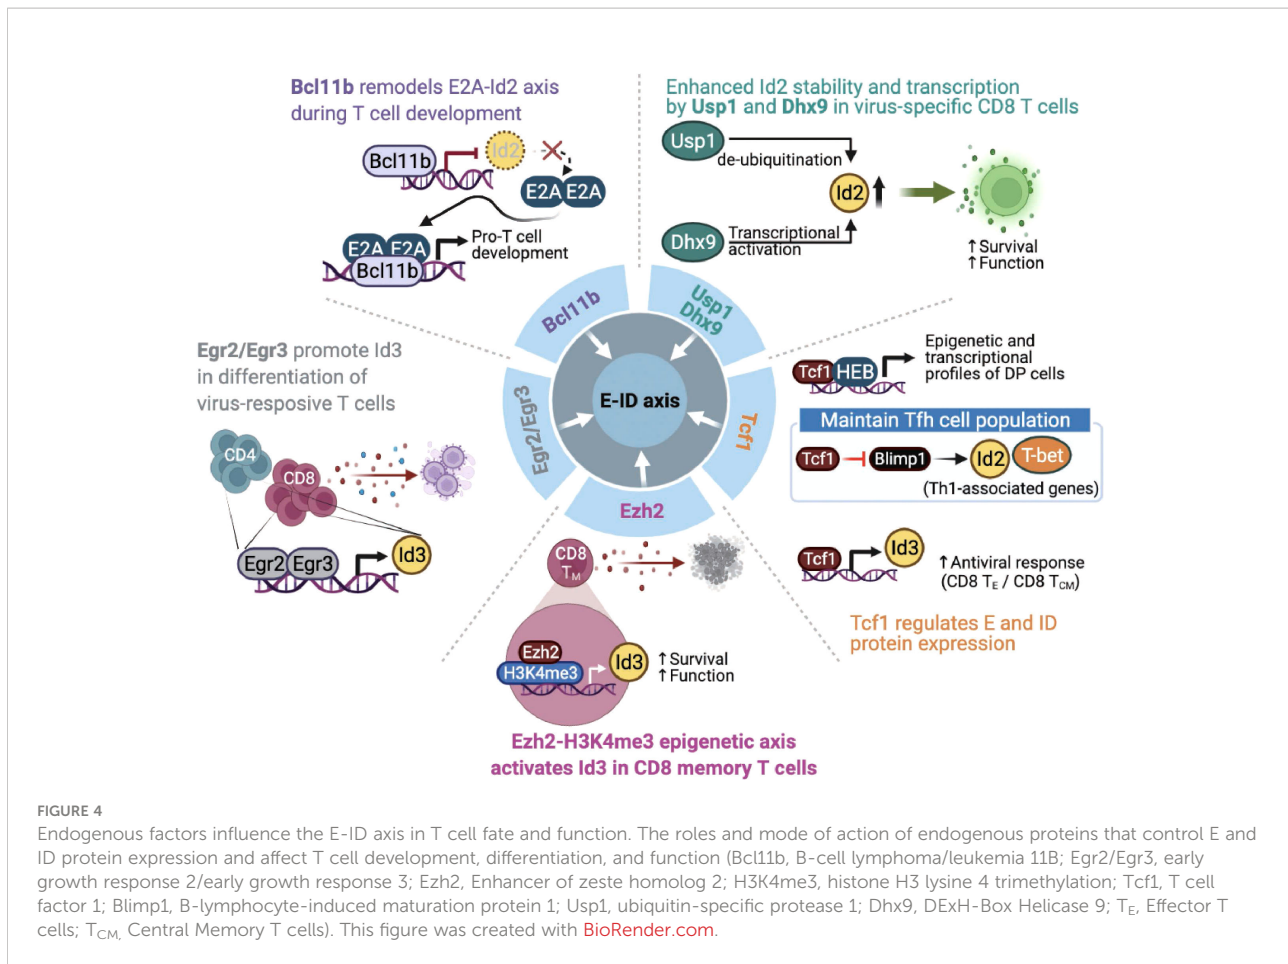 Bcl11b remodels E2A-Id2 axis
during T cell development
Bcl11b
Id2
E2A E2A
E2A E2A
Bcl11b
Pro-T cell
development
Enhanced Id2 stability and transcription
by Usp1 and Dhx9 in virus-specific CD8 T cells
Usp1
de-ubiquitination
Id2
Dhx9
Transcriptional
activation
↑Survival
↑Function
Bcl11b
Usp1
Dhx9
Egr2/Egr3
E-ID axis
Tcf1
Ezh2
Egr2/Egr3 promote Id3
in differentiation of
virus-resposive T cells
CD4
CD8
Egr2 Egr3
Id3
Tcf1 HEB
Epigenetic and
transcriptional
profiles of DP cells
Maintain Tfh cell population
Tcf1
Blimp1
Id2
T-bet
(Th1-associated genes)
Tcf1
Id3
↑Antiviral response
(CD8 TE / CD8 TCM)
Tcf1 regulates E and ID
protein expression
CD8
TM
Ezh2
H3K4me3
Id3
↑Survival
↑Function
Ezh2-H3K4me3 epigenetic axis
activates Id3 in CD8 memory T cells
FIGURE 4
Endogenous factors influence the E-ID axis in T cell fate and function. The roles and mode of action of endogenous proteins that control E and
ID protein expression and affect T cell development, differentiation, and function (Bcl11b, B-cell lymphoma/leukemia 11B; Egr2/Egr3, early
growth response 2/early growth response 3; Ezh2, Enhancer of zeste homolog 2; H3K4me3, histone H3 lysine 4 trimethylation; Tcf1, T cell
factor 1; Blimp1, B-lymphocyte-induced maturation protein 1; Usp1, ubiquitin-specific protease 1; Dhx9, DExH-Box Helicase 9; TE, Effector T
cells; TCM, Central Memory T cells). This figure was created with BioRender.com.